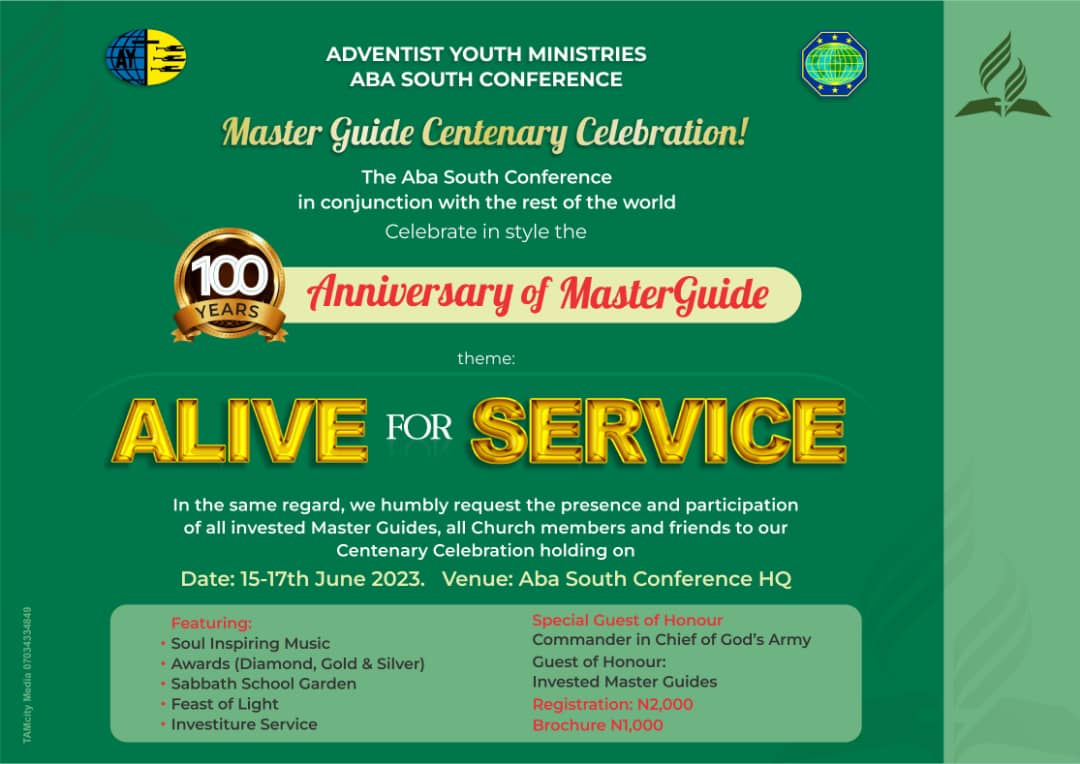 AY
ADVENTIST YOUTH MINISTRIES
ABA SOUTH CONFERENCE
Master Guide Centenary Celebration!
The Aba South Conference
in conjunction with the rest of the world
Celebrate in style the
100
YEARS
Anniversary of MasterGuide
theme:
ALIVE FOR SERVICE
In the same regard, we humbly request the presence and participation
of all invested Master Guides, all Church members and friends to our
Centenary Celebration holding on
Date: 15-17th June 2023. Venue: Aba South Conference HQ
Featuring:
• Soul Inspiring Music
• Awards (Diamond, Gold & Silver)
• Sabbath School Garden
• Feast of Light
• Investiture Service
Special Guest of Honour
Commander in Chief of God's Army
Guest of Honour:
Invested Master Guides
Registration: N2,000
Brochure N1,000
TAMcity Media 07034334849